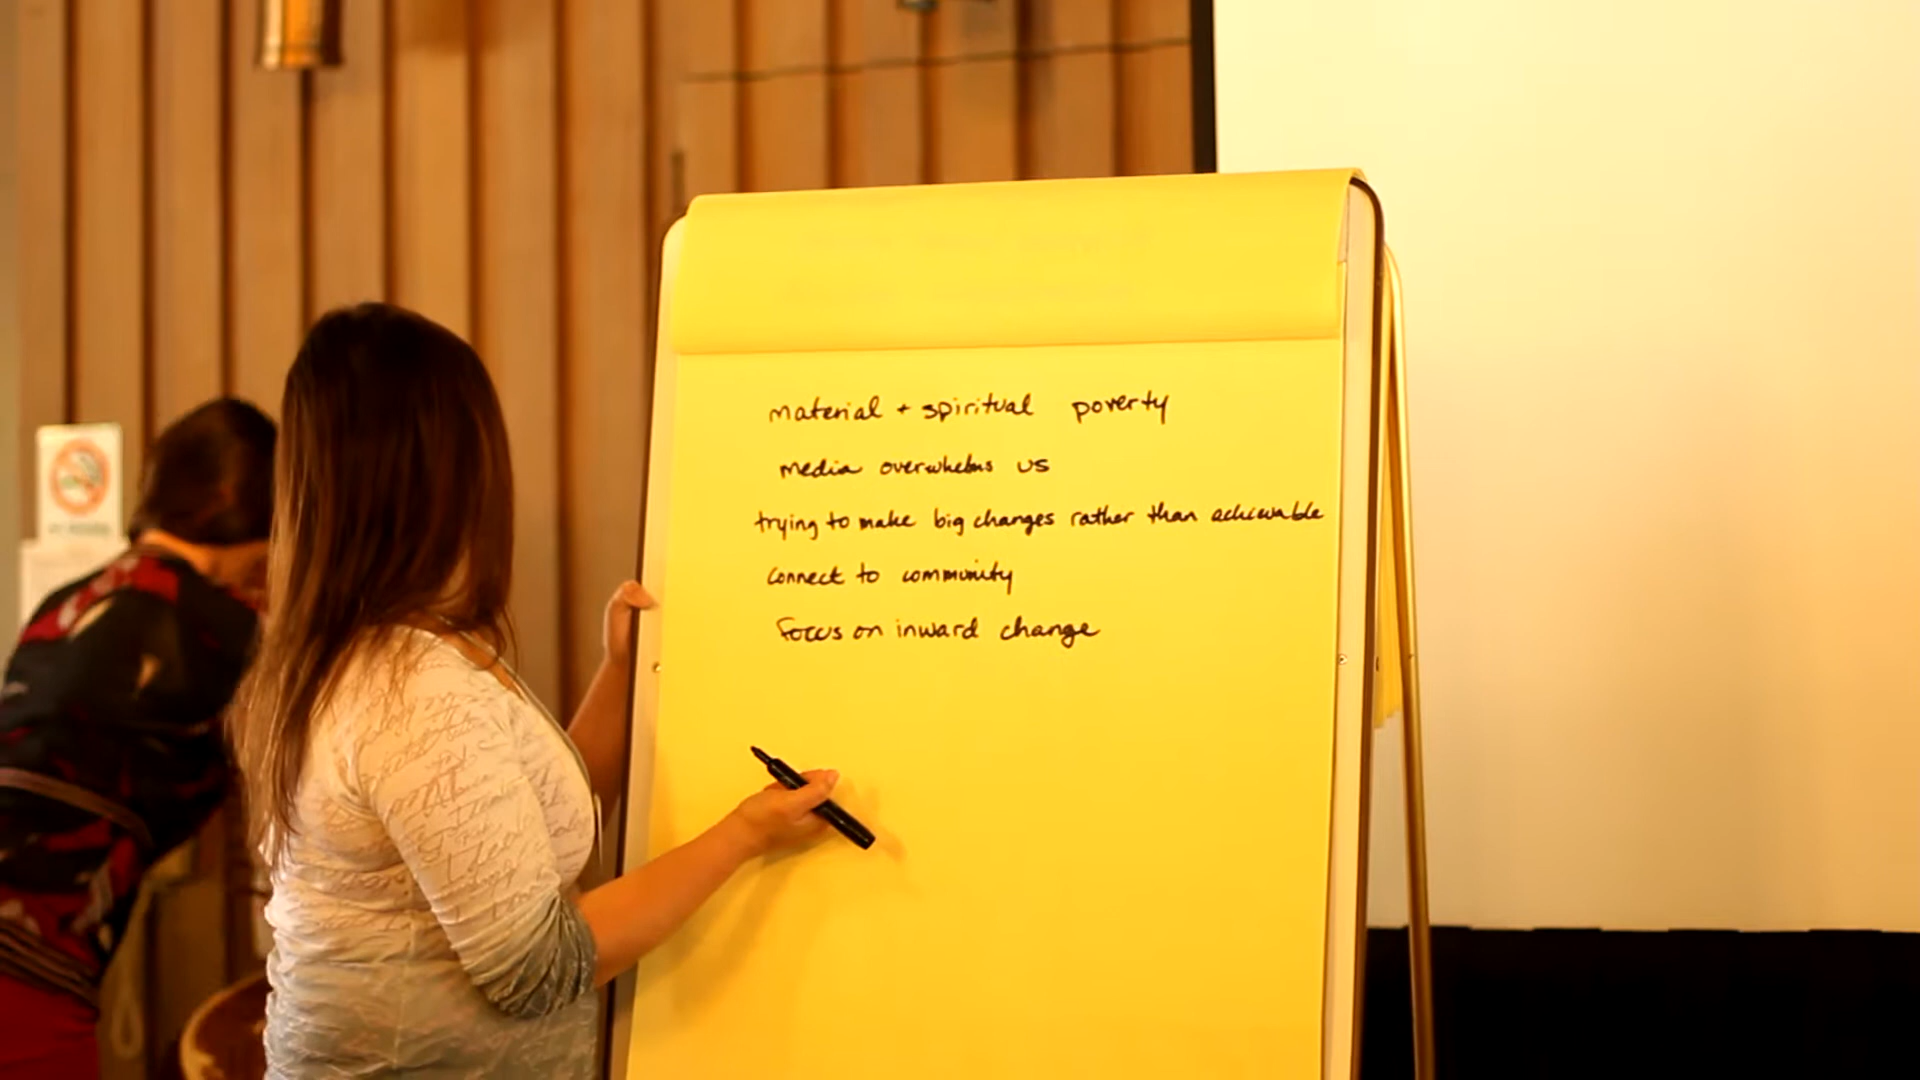 material + spiritual poverty
media overwhelms us
trying to make big changes rather than achievable
connect to community
focus on inward change